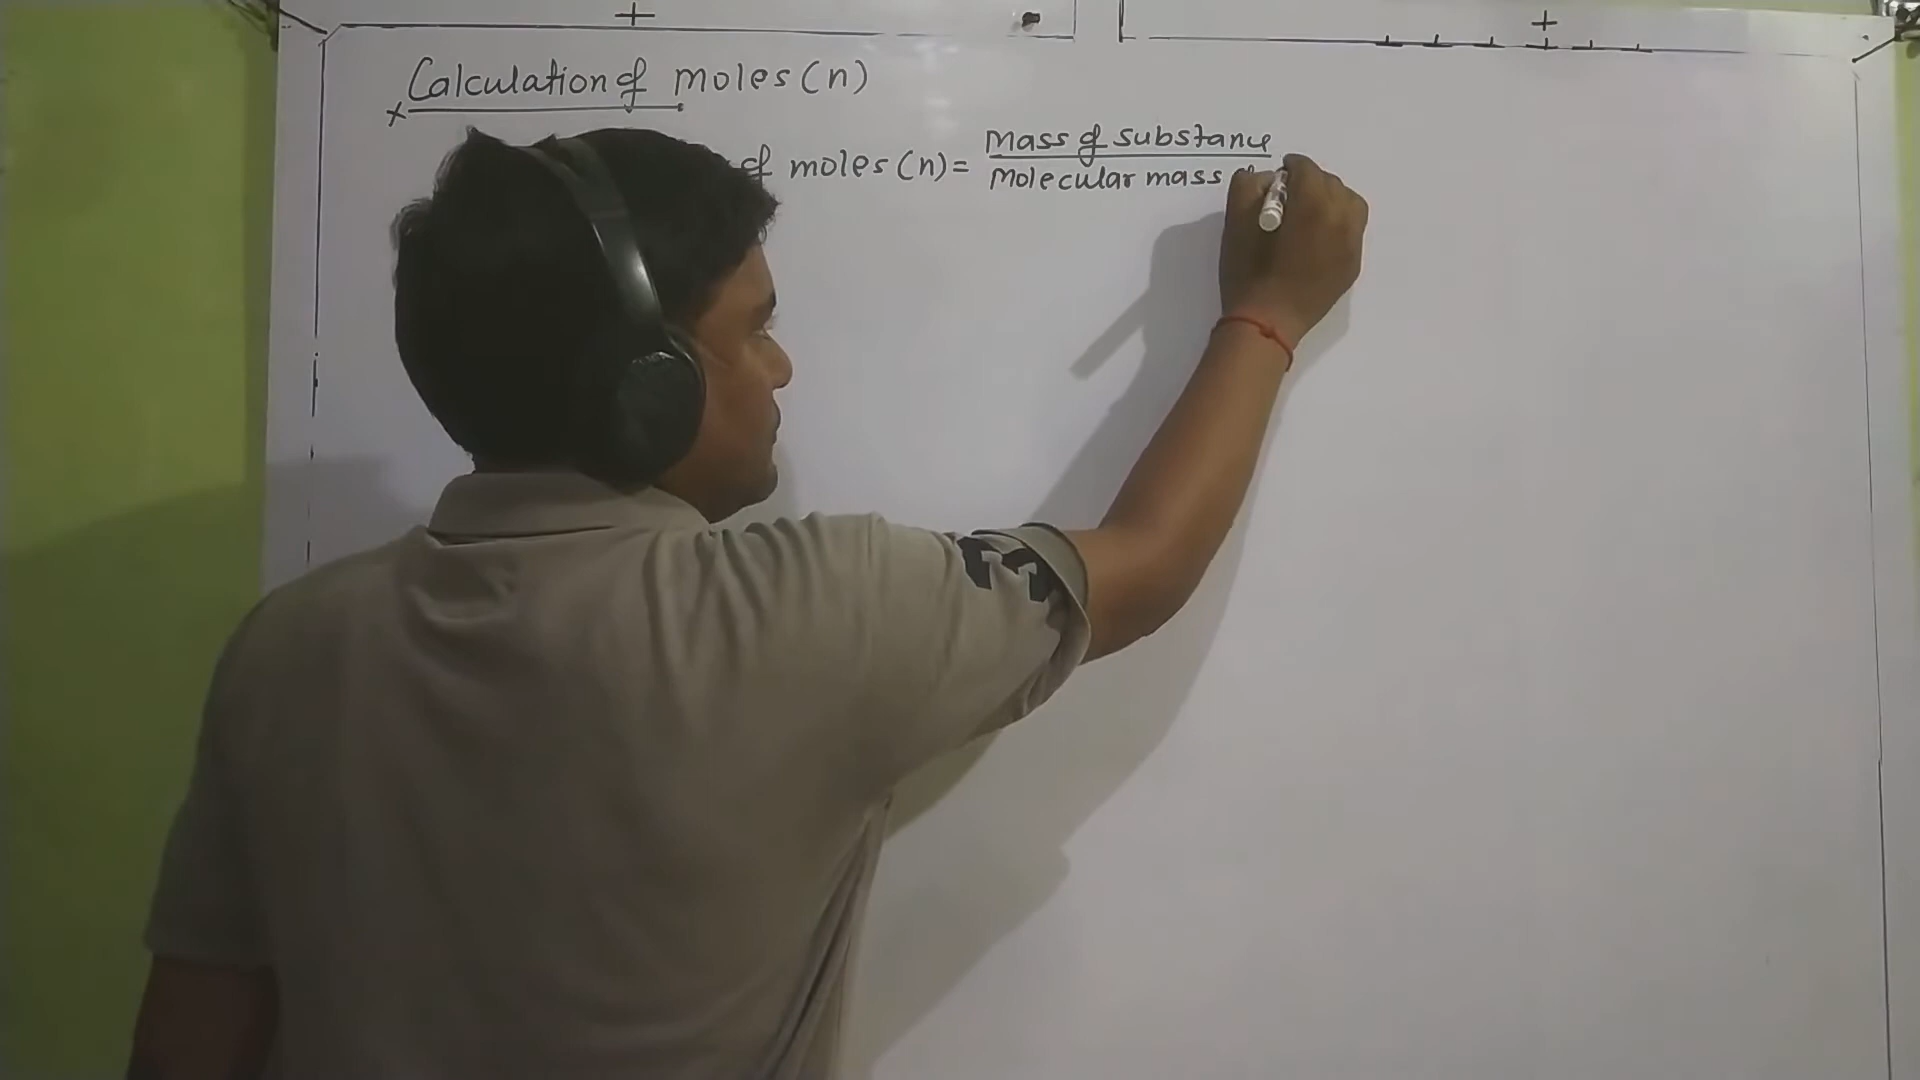 Calculation of moles (n)
of moles (n) = Mass of substance
Molecular mass